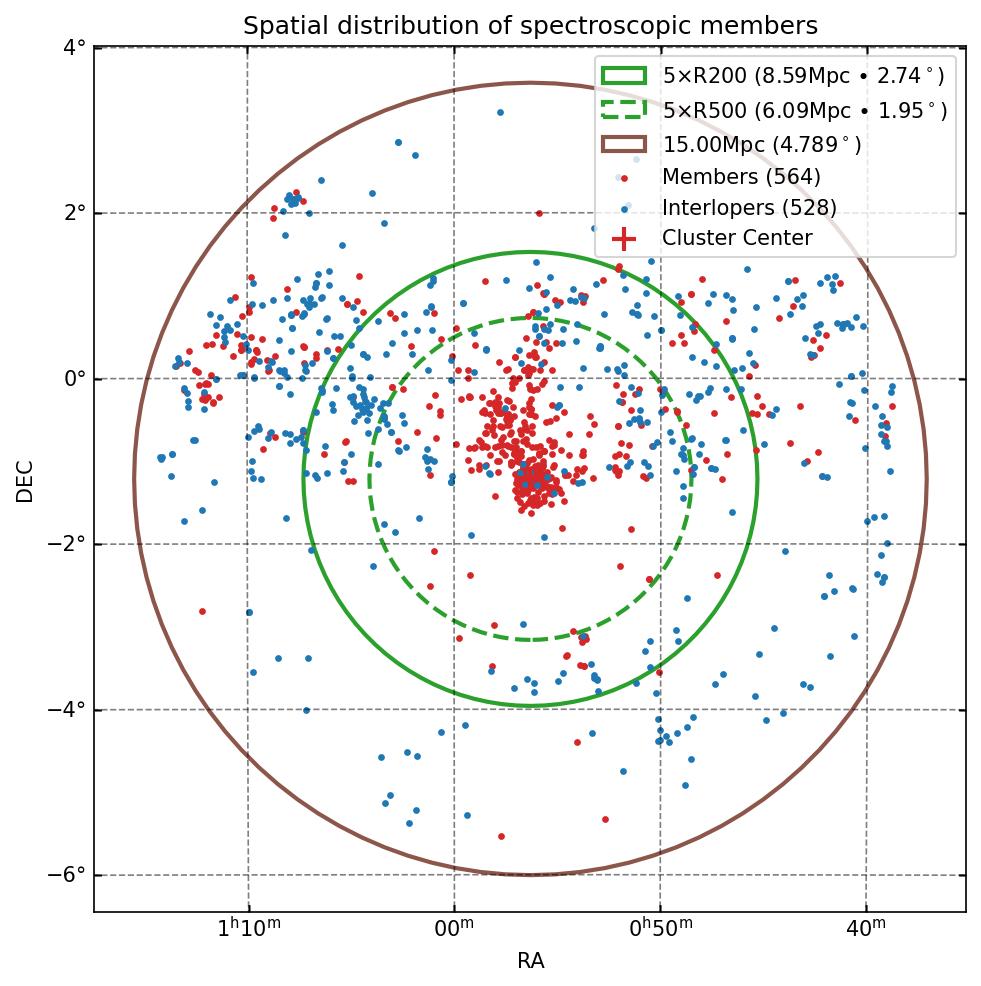 Spatial distribution of spectroscopic members
5×R200 (8.59Mpc • 2.74°)
5×R500 (6.09Mpc • 1.95°)
15.00Mpc (4.789°)
Members (564)
Interlopers (528)
Cluster Center
4°
2°
0°
−2°
−4°
−6°
DEC
1ʰ10ᵐ 00ᵐ 0ʰ50ᵐ 40ᵐ
RA